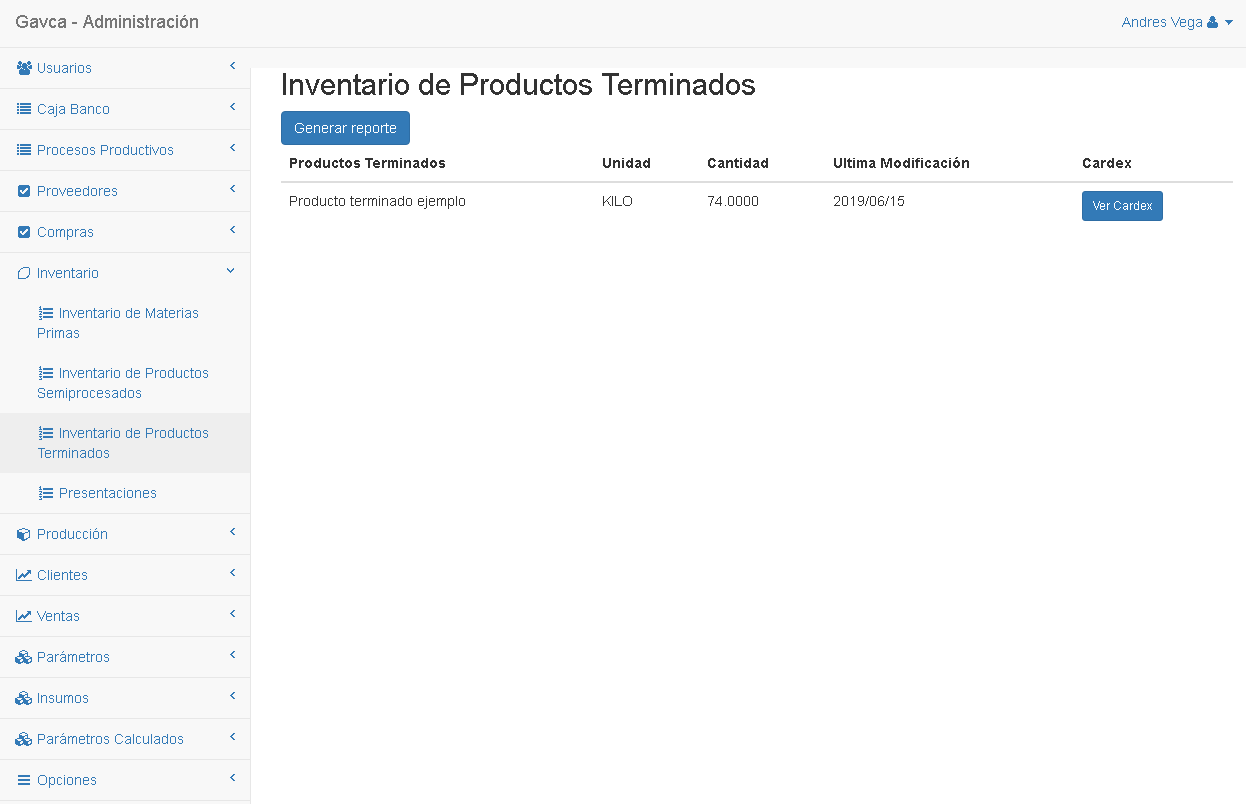 Gavca - Administración
Andres Vega
Usuarios
Caja Banco
Procesos Productivos
Proveedores
Compras
Inventario
Inventario de Materias
Primas
Inventario de Productos
Semiprocesados
Inventario de Productos
Terminados
Presentaciones
Producción
Clientes
Ventas
Parámetros
Insumos
Parámetros Calculados
Opciones
Inventario de Productos Terminados
Generar reporte
Productos Terminados Unidad Cantidad Ultima Modificación Cardex
Producto terminado ejemplo KILO 74.0000 2019/06/15 Ver Cardex